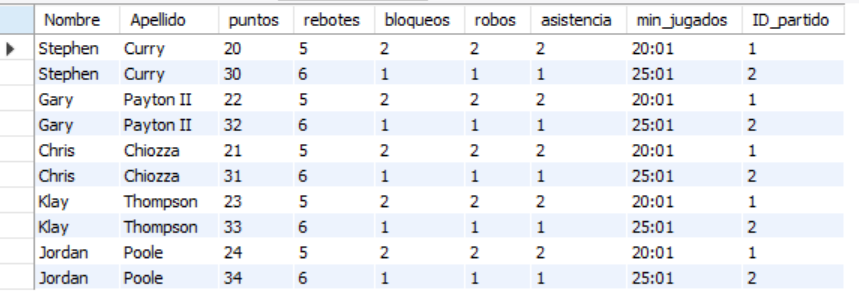 Nombre Apellido puntos rebotes bloqueos robos asistencia min_jugados ID_partido
Stephen Curry 20 5 2 2 2 20:01 1
Stephen Curry 30 6 1 1 1 25:01 2
Gary Payton II 22 5 2 2 2 20:01 1
Gary Payton II 32 6 1 1 1 25:01 2
Chris Chiozza 21 5 2 2 2 20:01 1
Chris Chiozza 31 6 1 1 1 25:01 2
Klay Thompson 23 5 2 2 2 20:01 1
Klay Thompson 33 6 1 1 1 25:01 2
Jordan Poole 24 5 2 2 2 20:01 1
Jordan Poole 34 6 1 1 1 25:01 2